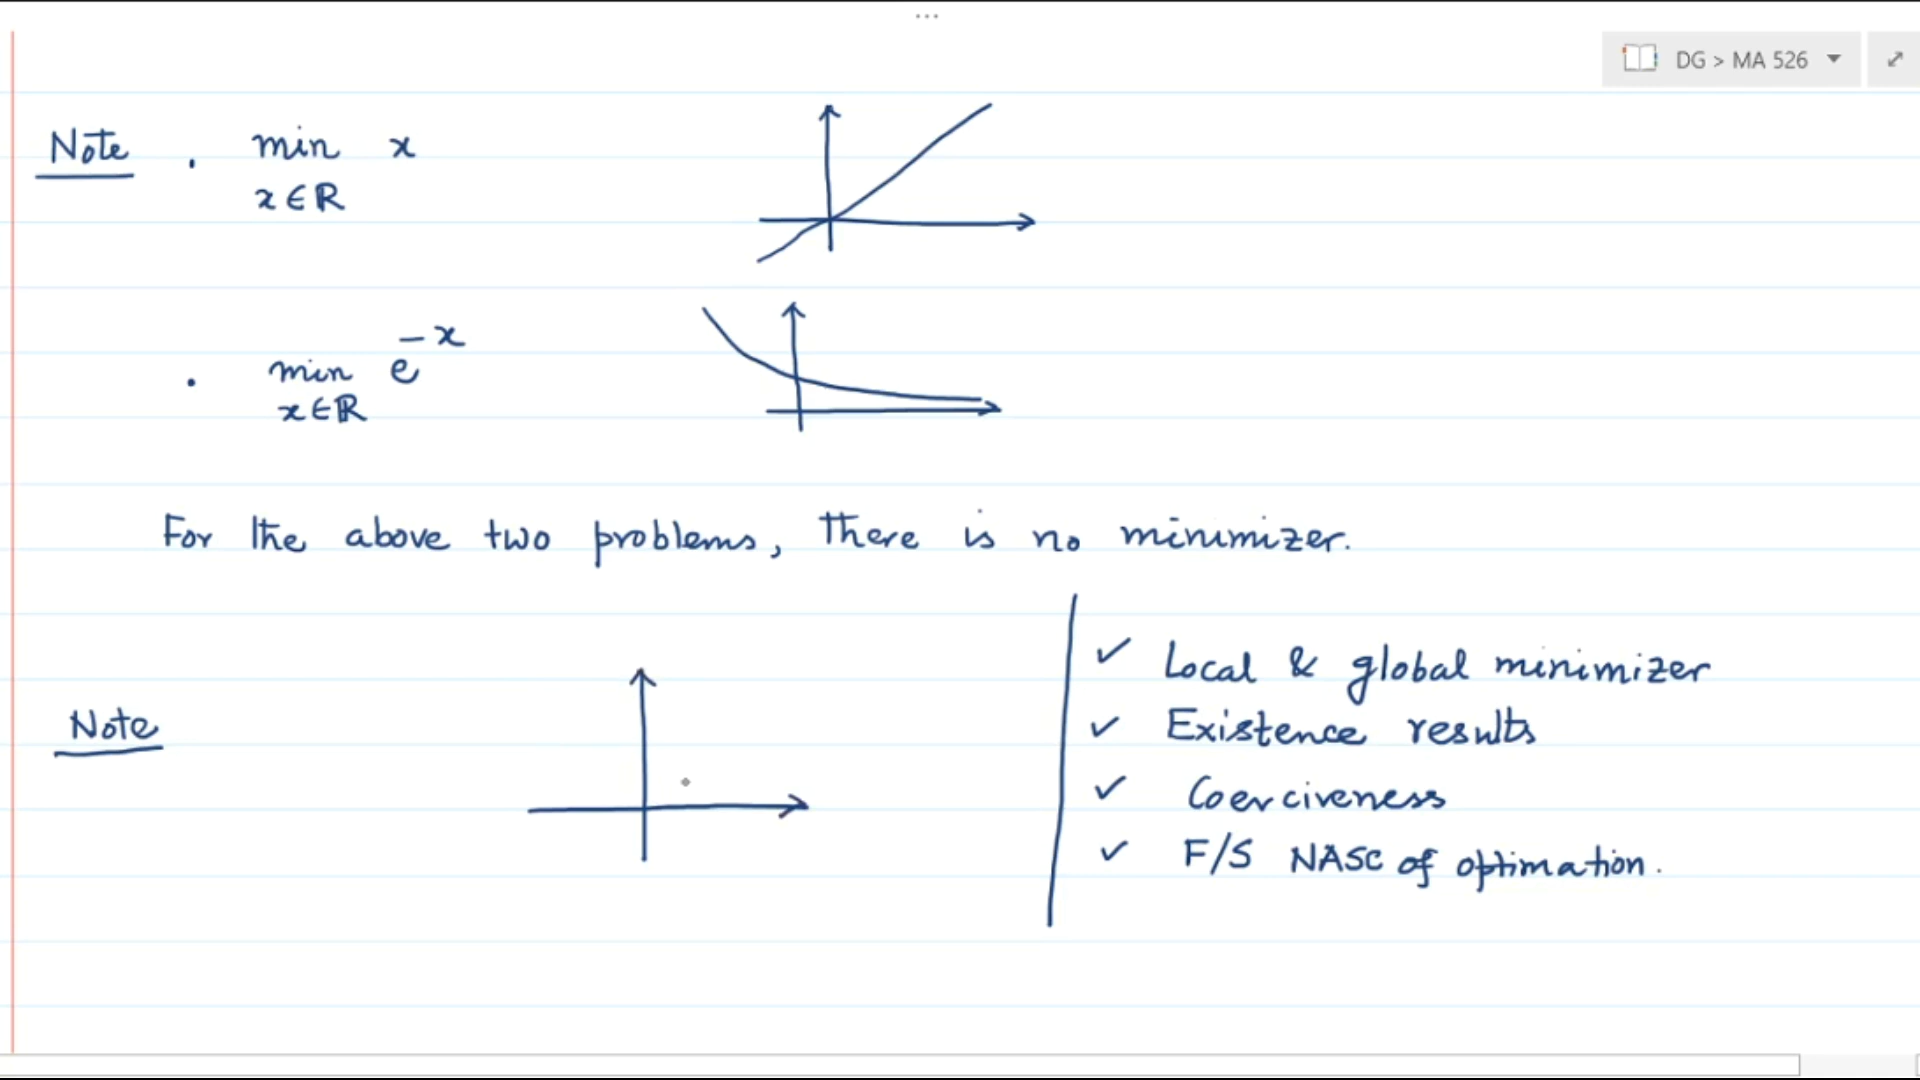 DG > MA 526
Note . min x
x ∈ ℝ
. min e^{-x}
x ∈ ℝ
For the above two problems, there is no minimizer.
Note
✓ Local & global minimizer
✓ Existence results
✓ Coerciveness
✓ F/S NASC of optimation.